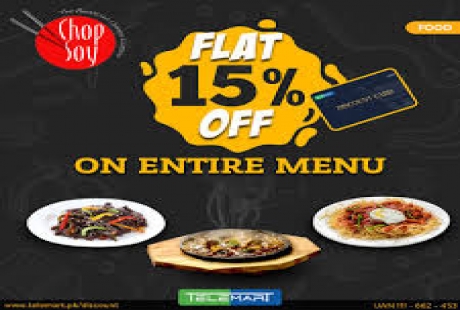 Chop
Soy
FOOD
FLAT
15%
OFF
DISCOUNT CARD
ON ENTIRE MENU
TELEMART
www.telemart.pk/discount
UAN 111 - 662 - 453